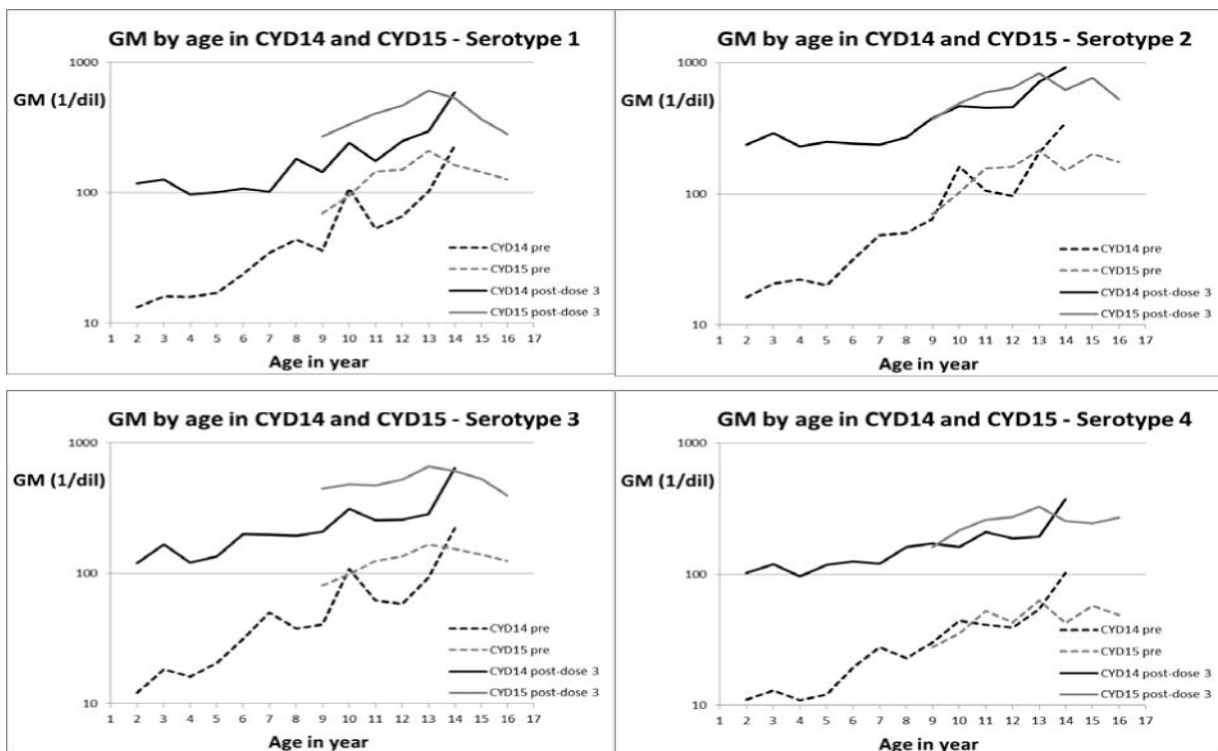 GM by age in CYD14 and CYD15 - Serotype 1
1000
GM (1/dil)
100
10
CYD14 pre
CYD15 pre
CYD14 post-dose 3
CYD15 post-dose 3
1 2 3 4 5 6 7 8 9 10 11 12 13 14 15 16 17
Age in year
GM by age in CYD14 and CYD15 - Serotype 2
1000
GM (1/dil)
100
10
CYD14 pre
CYD15 pre
CYD14 post-dose 3
CYD15 post-dose 3
1 2 3 4 5 6 7 8 9 10 11 12 13 14 15 16 17
Age in year
GM by age in CYD14 and CYD15 - Serotype 3
1000
GM (1/dil)
100
10
CYD14 pre
CYD15 pre
CYD14 post-dose 3
CYD15 post-dose 3
1 2 3 4 5 6 7 8 9 10 11 12 13 14 15 16 17
Age in year
GM by age in CYD14 and CYD15 - Serotype 4
1000
GM (1/dil)
100
10
CYD14 pre
CYD15 pre
CYD14 post-dose 3
CYD15 post-dose 3
1 2 3 4 5 6 7 8 9 10 11 12 13 14 15 16 17
Age in year